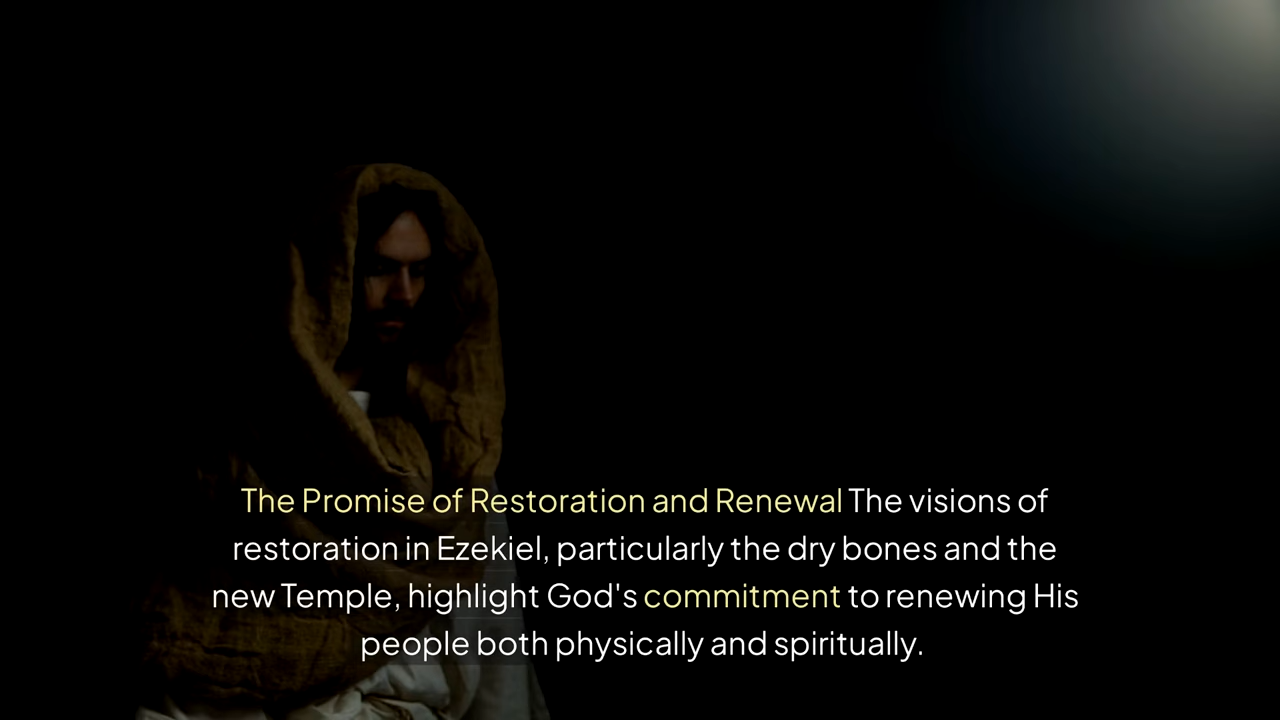 The Promise of Restoration and Renewal The visions of
restoration in Ezekiel, particularly the dry bones and the
new Temple, highlight God's commitment to renewing His
people both physically and spiritually.